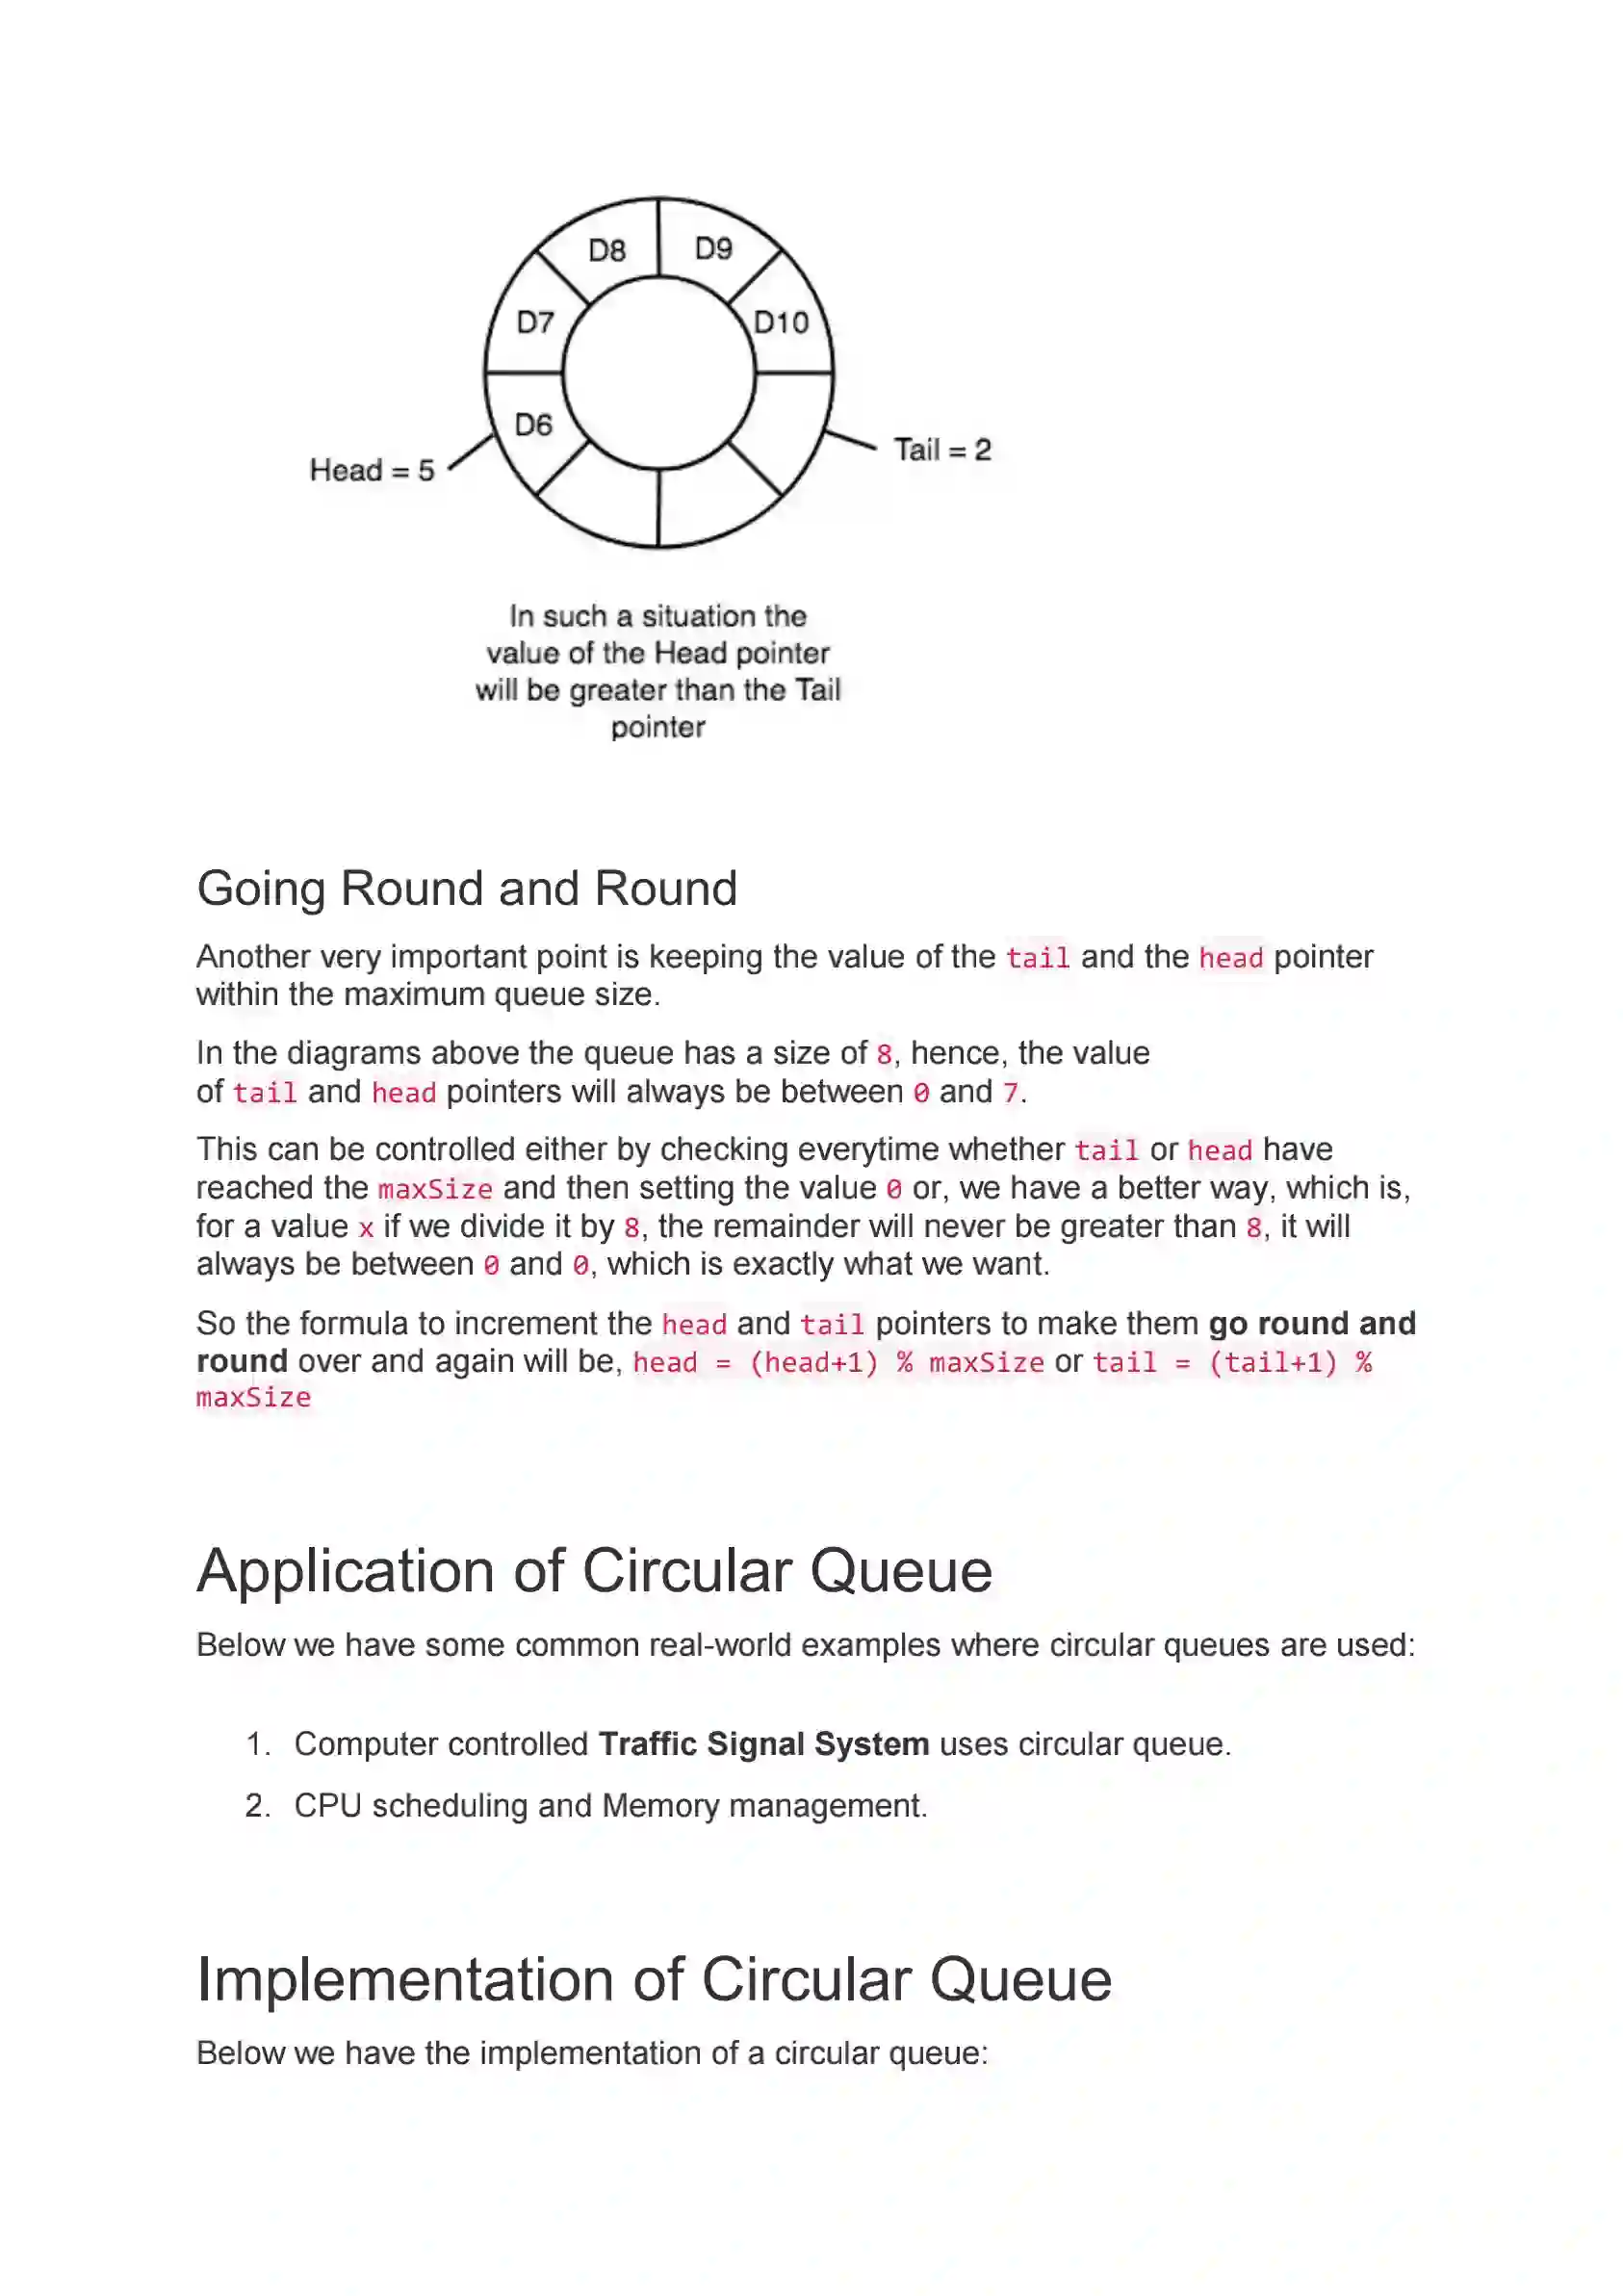 D8 D9
D7 D10
D6
Head = 5
Tail = 2
In such a situation the
value of the Head pointer
will be greater than the Tail
pointer
Going Round and Round
Another very important point is keeping the value of the tail and the head pointer
within the maximum queue size.
In the diagrams above the queue has a size of 8, hence, the value
of tail and head pointers will always be between 0 and 7.
This can be controlled either by checking everytime whether tail or head have
reached the maxSize and then setting the value 0 or, we have a better way, which is,
for a value x if we divide it by 8, the remainder will never be greater than 8, it will
always be between 0 and 0, which is exactly what we want.
So the formula to increment the head and tail pointers to make them go round and
round over and again will be, head = (head+1) % maxSize or tail = (tail+1) %
maxSize
Application of Circular Queue
Below we have some common real-world examples where circular queues are used:
1. Computer controlled Traffic Signal System uses circular queue.
2. CPU scheduling and Memory management.
Implementation of Circular Queue
Below we have the implementation of a circular queue: